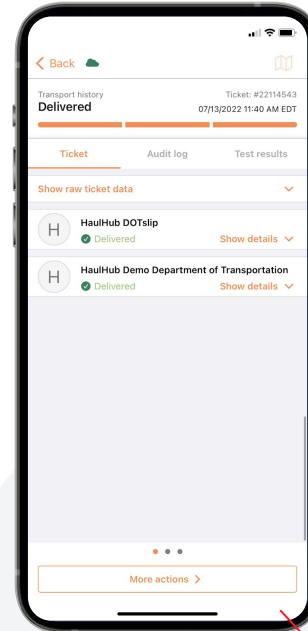 Back
Transport history
Ticket: #22114543
Delivered
07/13/2022 11:40 AM EDT
Ticket
Audit log
Test results
Show raw ticket data
H
HaulHub DOTslip
Delivered
Show details
H
HaulHub Demo Department of Transportation
Delivered
Show details
More actions